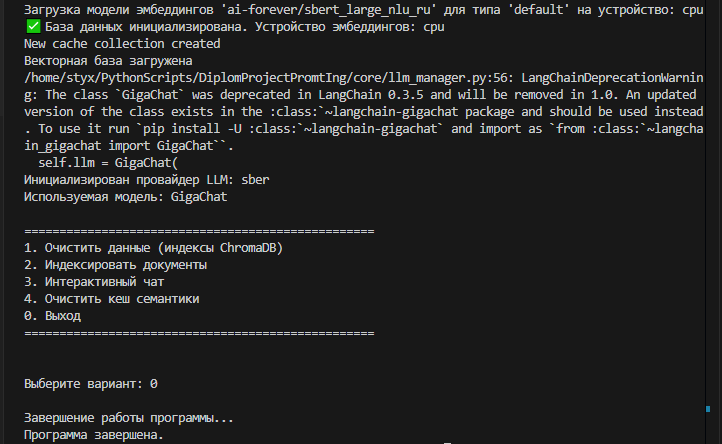 Загрузка модели эмбеддингов 'ai-forever/sbert_large_nlu_ru' для типа 'default' на устройство: cpu
✅ База данных инициализирована. Устройство эмбеддингов: cpu
New cache collection created
Векторная база загружена
/home/styx/PythonScripts/DiplomProjectPromtIng/core/llm_manager.py:56: LangChainDeprecationWarnin
g: The class `GigaChat` was deprecated in LangChain 0.3.5 and will be removed in 1.0. An updated
version of the class exists in the :class:`~langchain-gigachat package and should be used instead
. To use it run `pip install -U :class:`~langchain-gigachat` and import as `from :class:`~langcha
in_gigachat import GigaChat``.
  self.llm = GigaChat(
Инициализирован провайдер LLM: sber
Используемая модель: GigaChat
==================================================
1. Очистить данные (индексы ChromaDB)
2. Индексировать документы
3. Интерактивный чат
4. Очистить кеш семантики
0. Выход
==================================================
Выберите вариант: 0
Завершение работы программы...
Программа завершена.